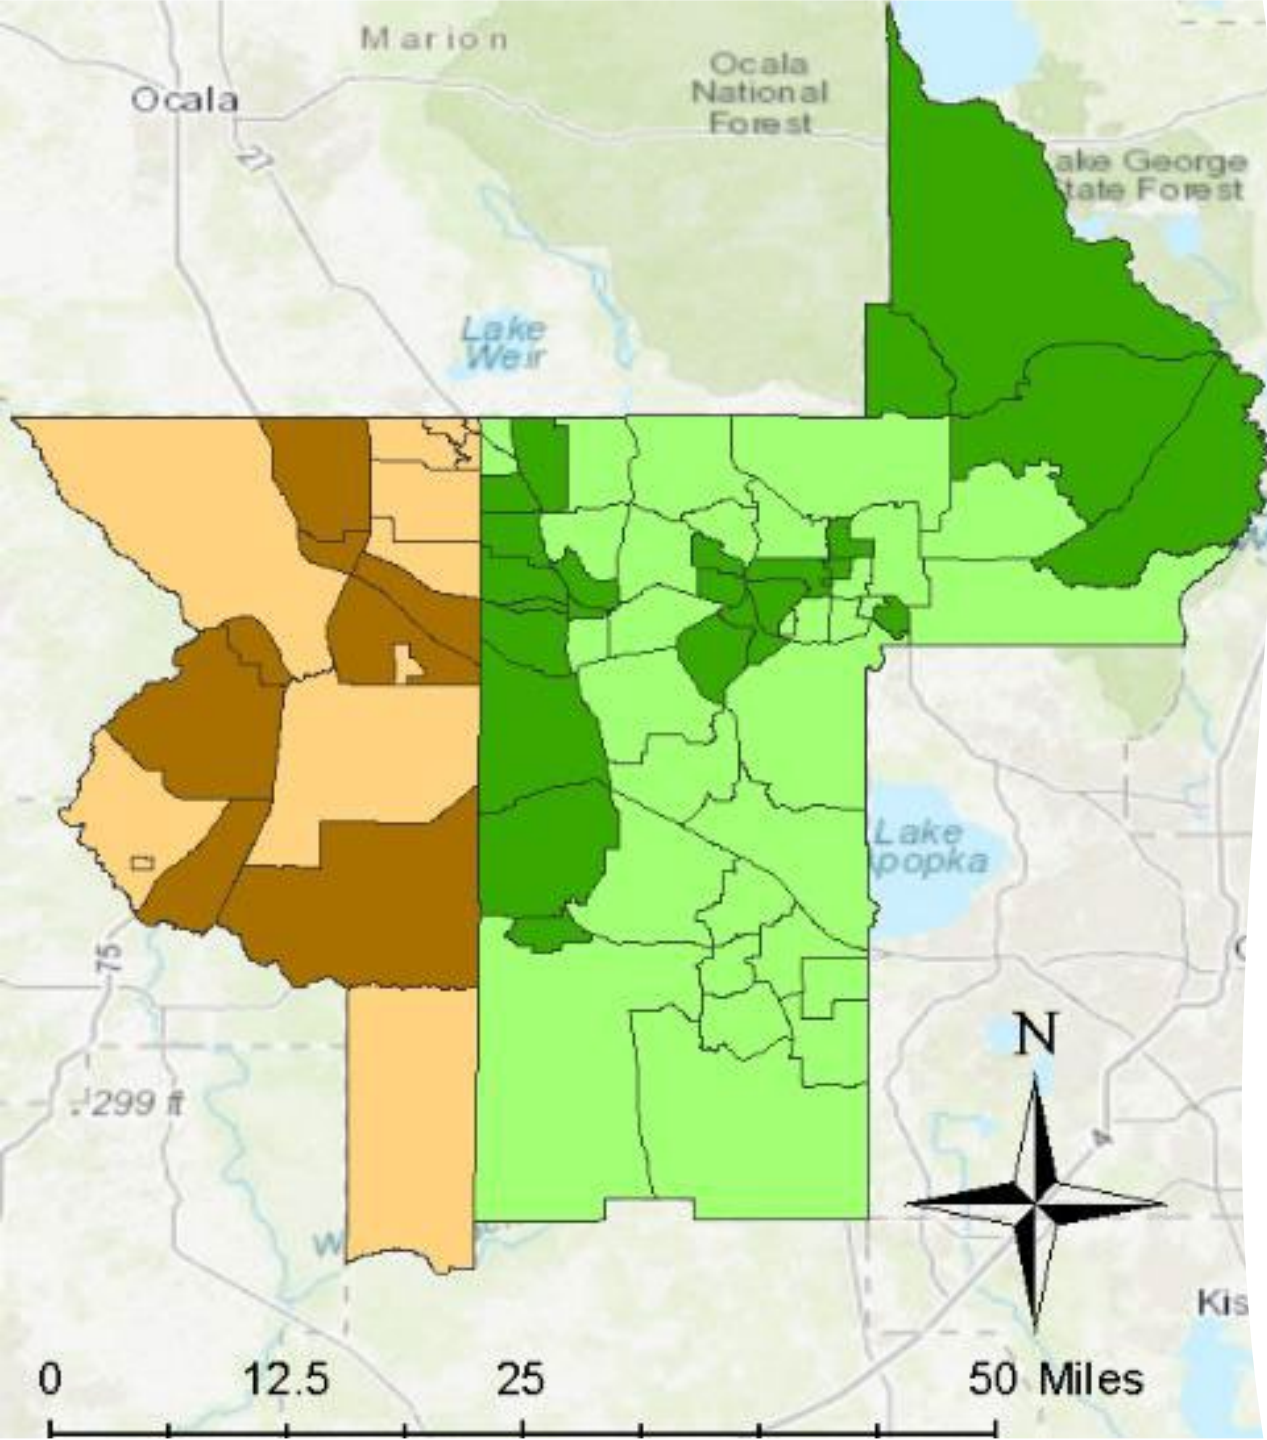 Marion
Ocala
Ocala
National
Forest
27
ake George
tate Forest
Lake
Weir
Lake
popka
75
N
299 ft
4
Kis
0 12.5 25 50 Miles